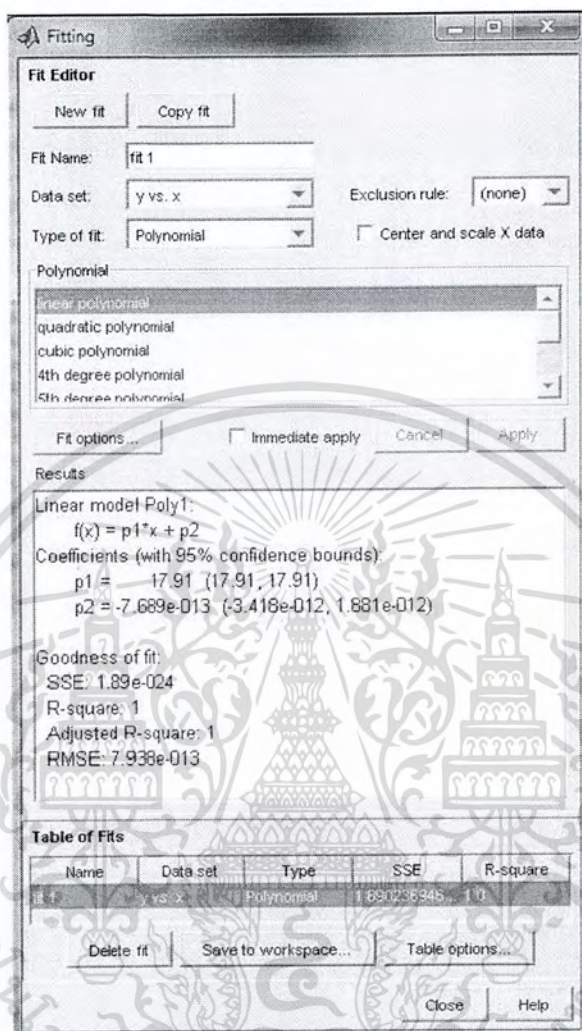 Fitting
Fit Editor
New fit Copy fit
Fit Name: fit 1
Data set: y vs. x Exclusion rule: (none)
Type of fit: Polynomial Center and scale X data
Polynomial
linear polynomial
quadratic polynomial
cubic polynomial
4th degree polynomial
5th degree polynomial
Fit options... Immediate apply Cancel Apply
Results
Linear model Poly1:
f(x) = p1*x + p2
Coefficients (with 95% confidence bounds):
p1 = 17.91 (17.91, 17.91)
p2 = -7.689e-013 (-3.418e-012, 1.881e-012)
Goodness of fit:
SSE: 1.89e-024
R-square: 1
Adjusted R-square: 1
RMSE: 7.938e-013
Table of Fits
Name Data set Type SSE R-square
fit 1 y vs. x Polynomial 1.890236946... 1.0
Delete fit Save to workspace... Table options...
Close Help